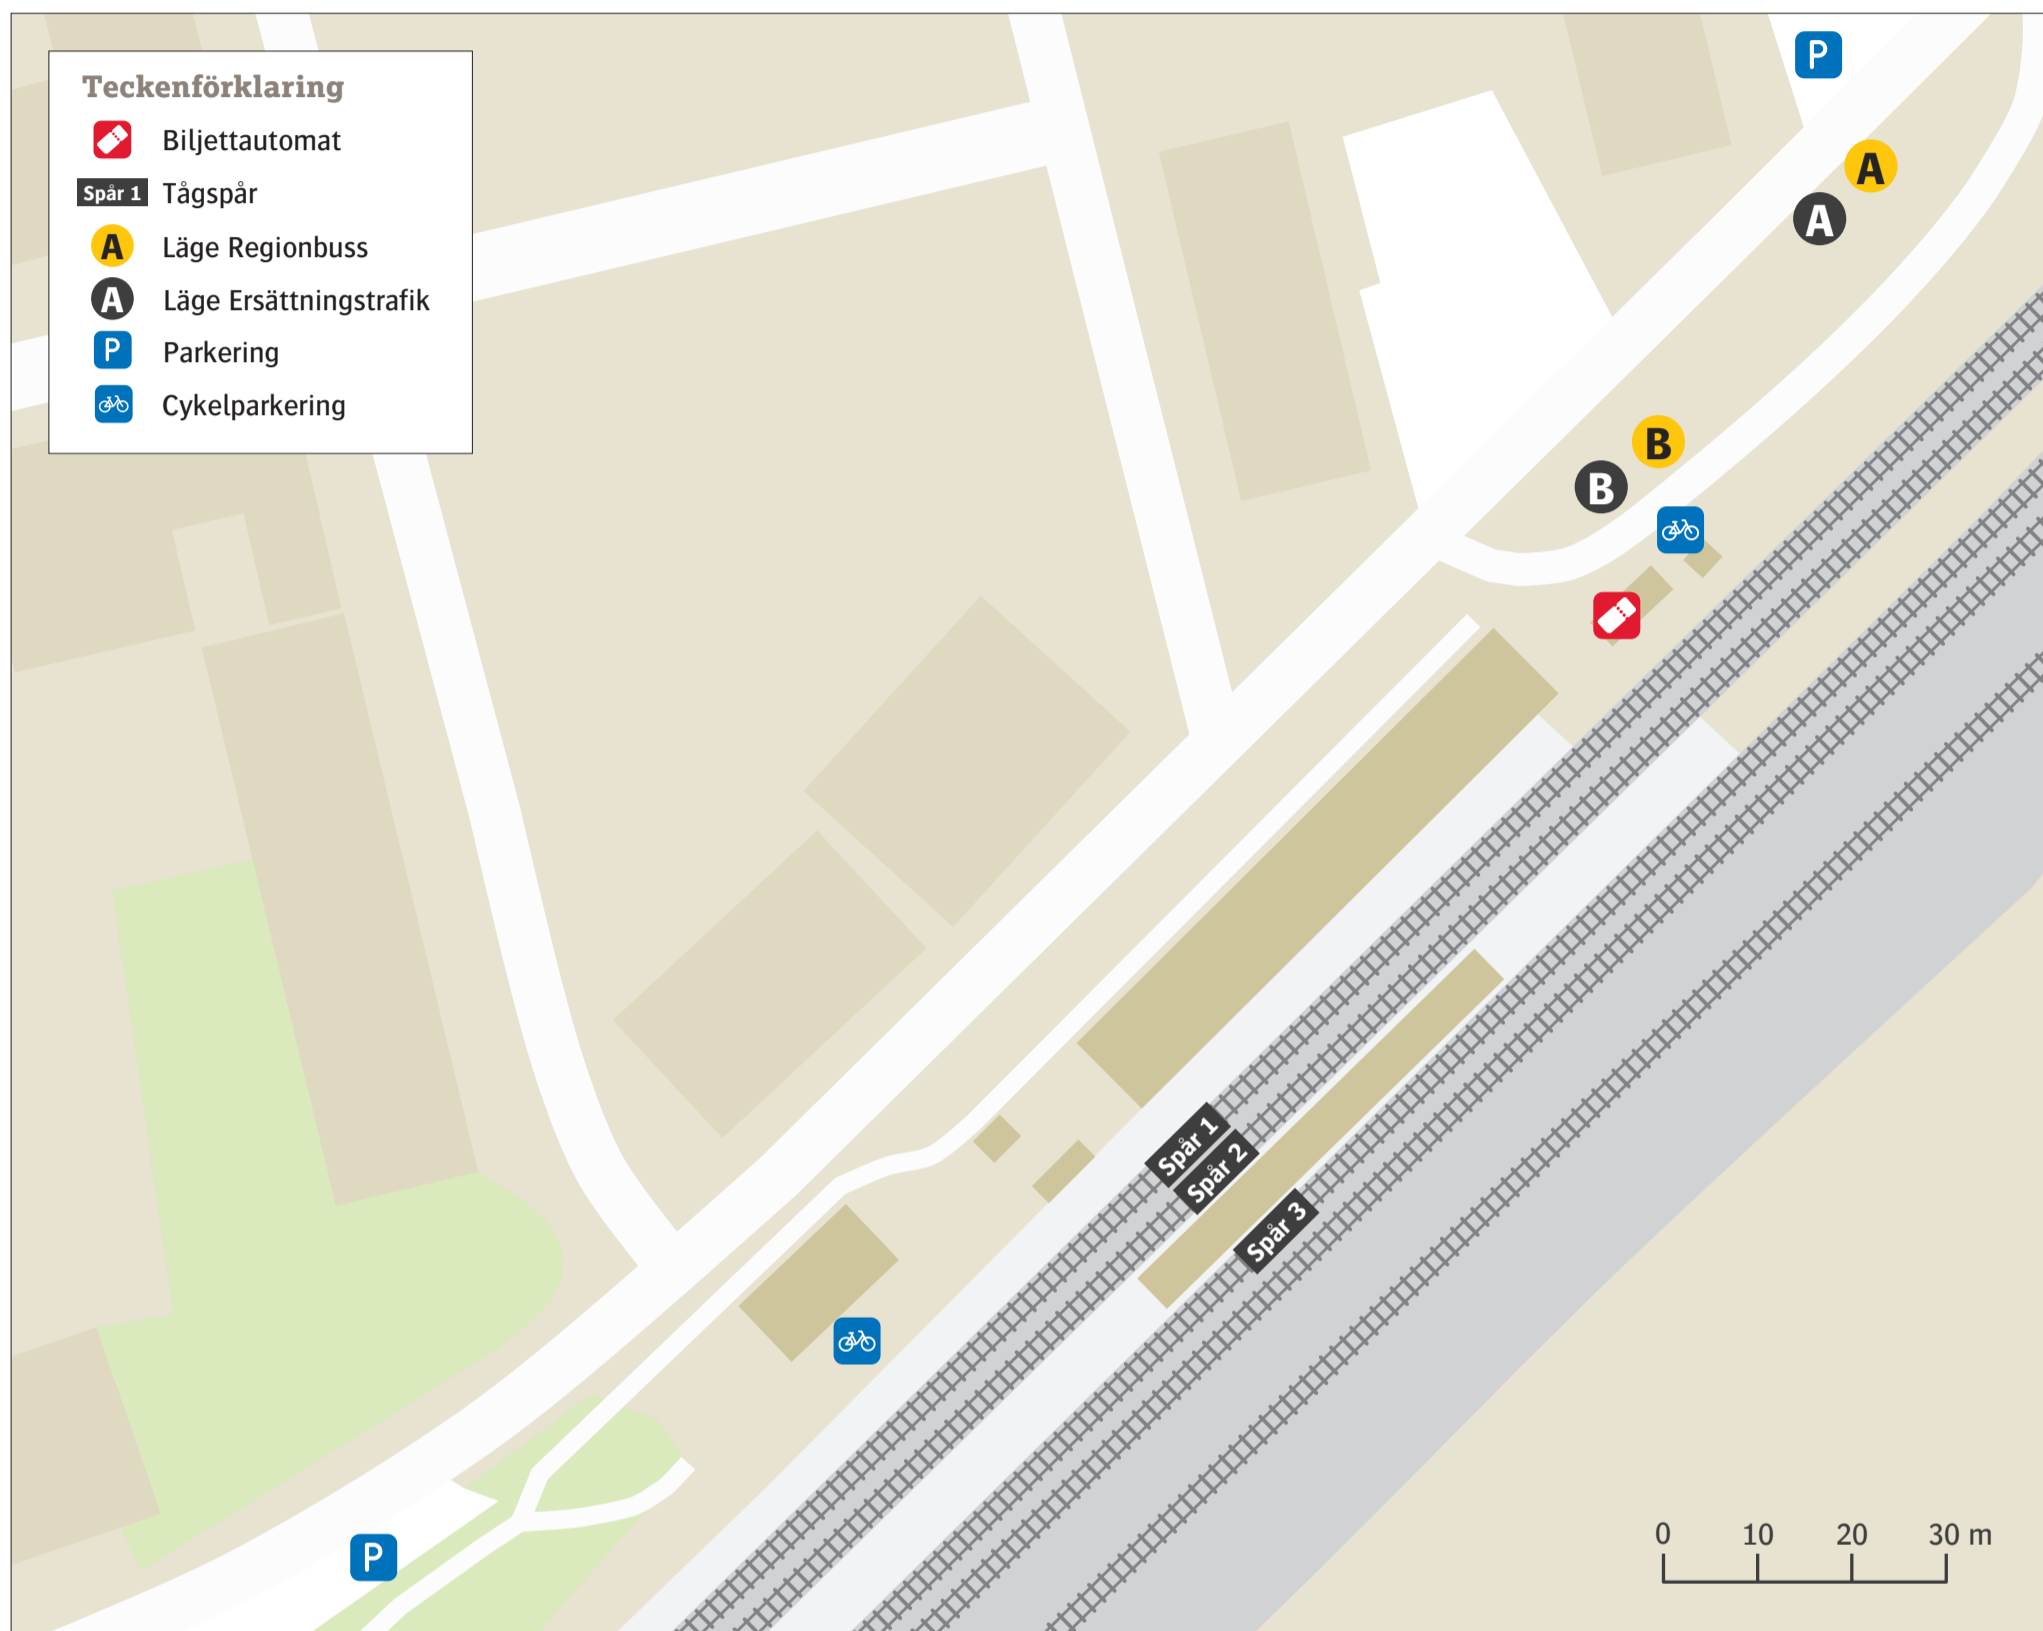 Teckenförklaring
Biljettautomat
Spår 1 Tågspår
A Läge Regionbuss
A Läge Ersättningstrafik
P Parkering
Cykelparkering
P
A
A
B
B
Spår 1
Spår 2
Spår 3
P
0 10 20 30 m